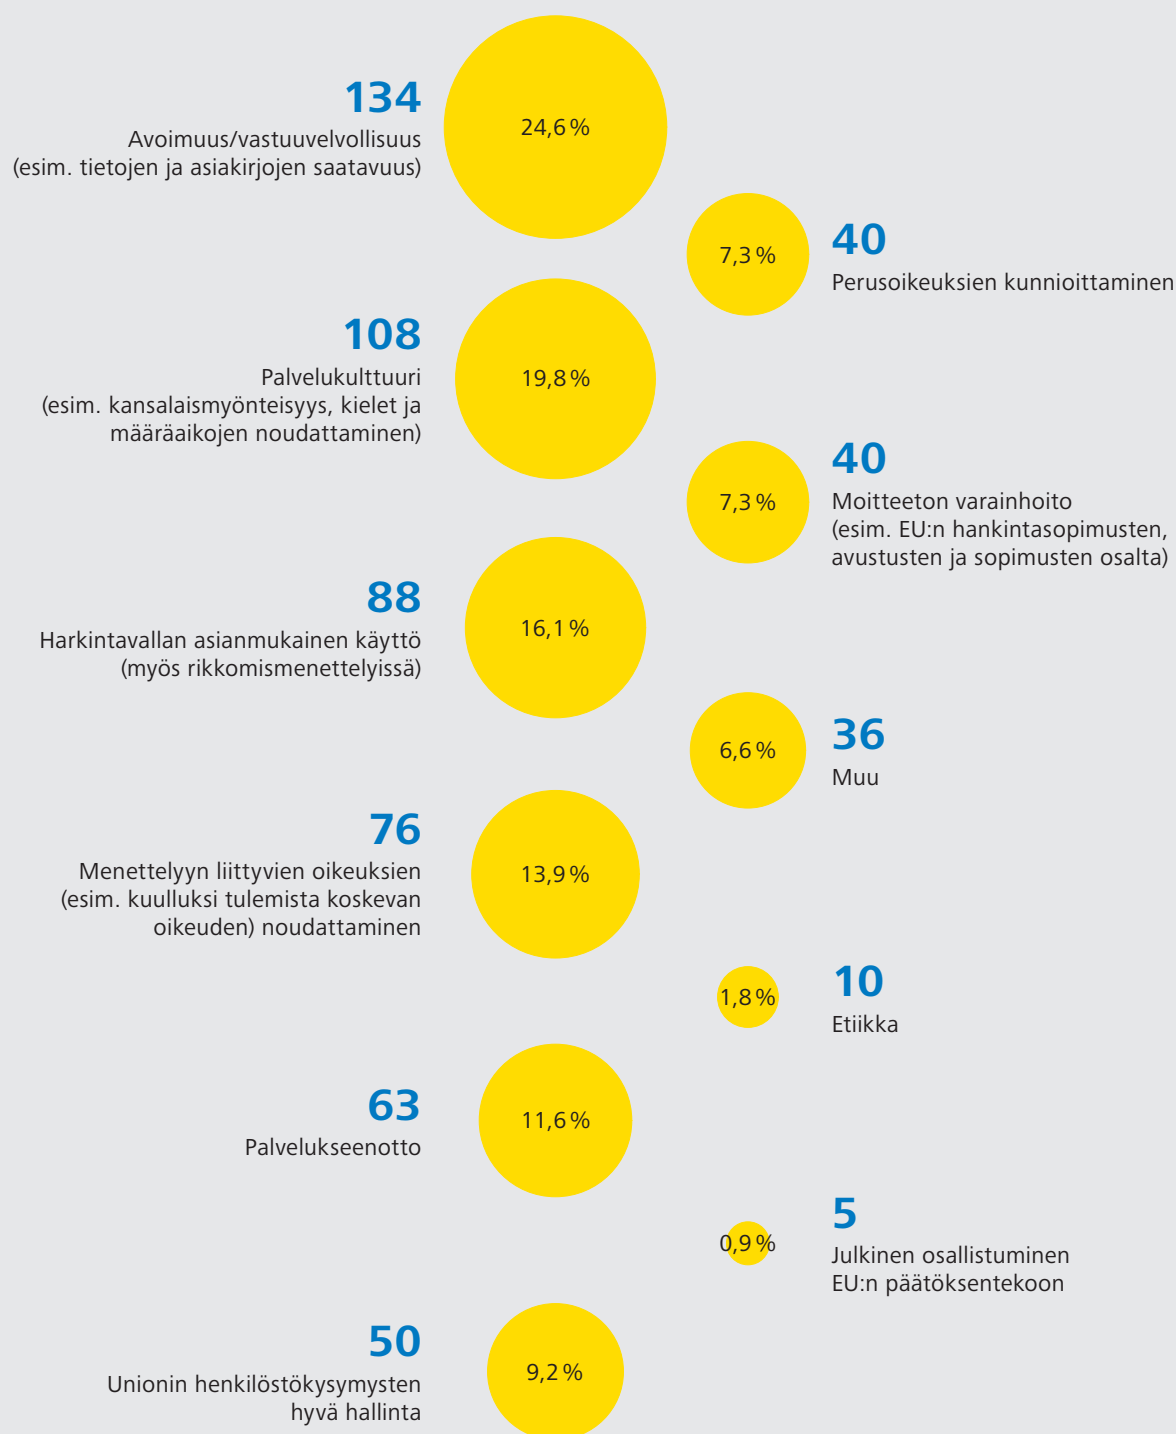 134
Avoimuus/vastuuvelvollisuus
(esim. tietojen ja asiakirjojen saatavuus)
24,6 %
7,3 %
40
Perusoikeuksien kunnioittaminen
108
Palvelukulttuuri
(esim. kansalaismyönteisyys, kielet ja
määräaikojen noudattaminen)
19,8 %
7,3 %
40
Moitteeton varainhoito
(esim. EU:n hankintasopimusten,
avustusten ja sopimusten osalta)
88
Harkintavallan asianmukainen käyttö
(myös rikkomismenettelyissä)
16,1 %
6,6 %
36
Muu
76
Menettelyyn liittyvien oikeuksien
(esim. kuulluksi tulemista koskevan
oikeuden) noudattaminen
13,9 %
1,8 %
10
Etiikka
63
Palvelukseenotto
11,6 %
0,9 %
5
Julkinen osallistuminen
EU:n päätöksentekoon
50
Unionin henkilöstökysymysten
hyvä hallinta
9,2 %